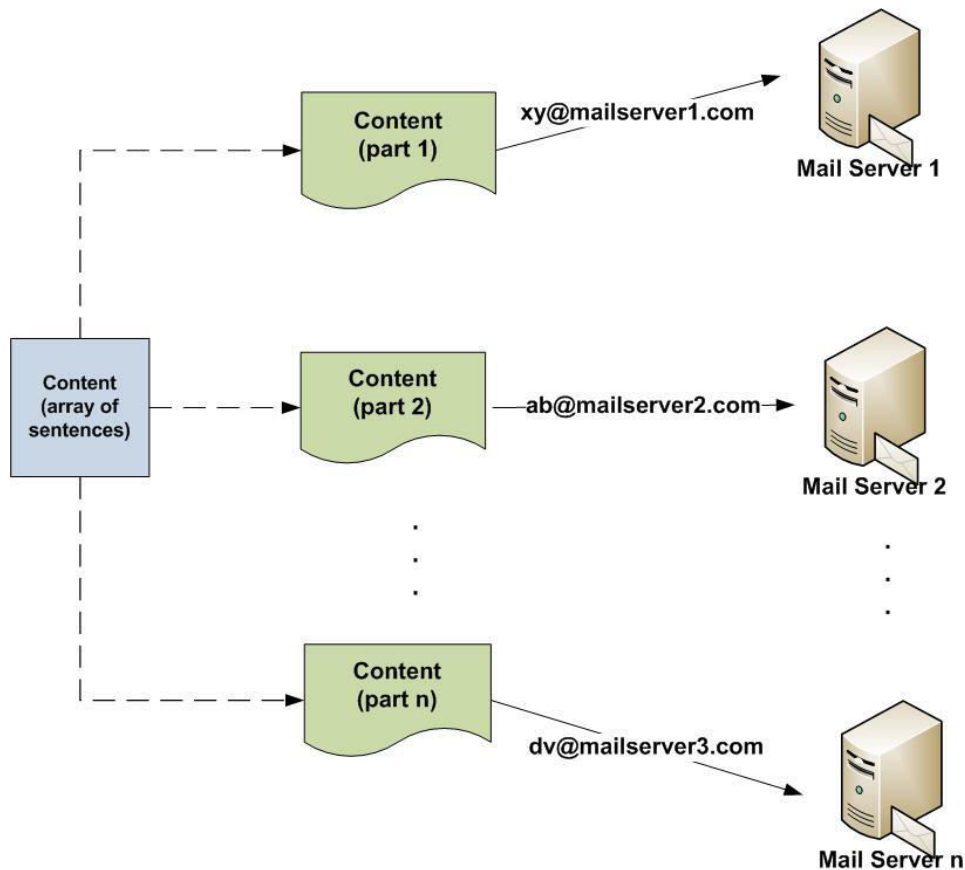 Content
(part 1)
xy@mailserver1.com
Mail Server 1
Content
(array of
sentences)
Content
(part 2)
ab@mailserver2.com
Mail Server 2
Content
(part n)
dv@mailserver3.com
Mail Server n